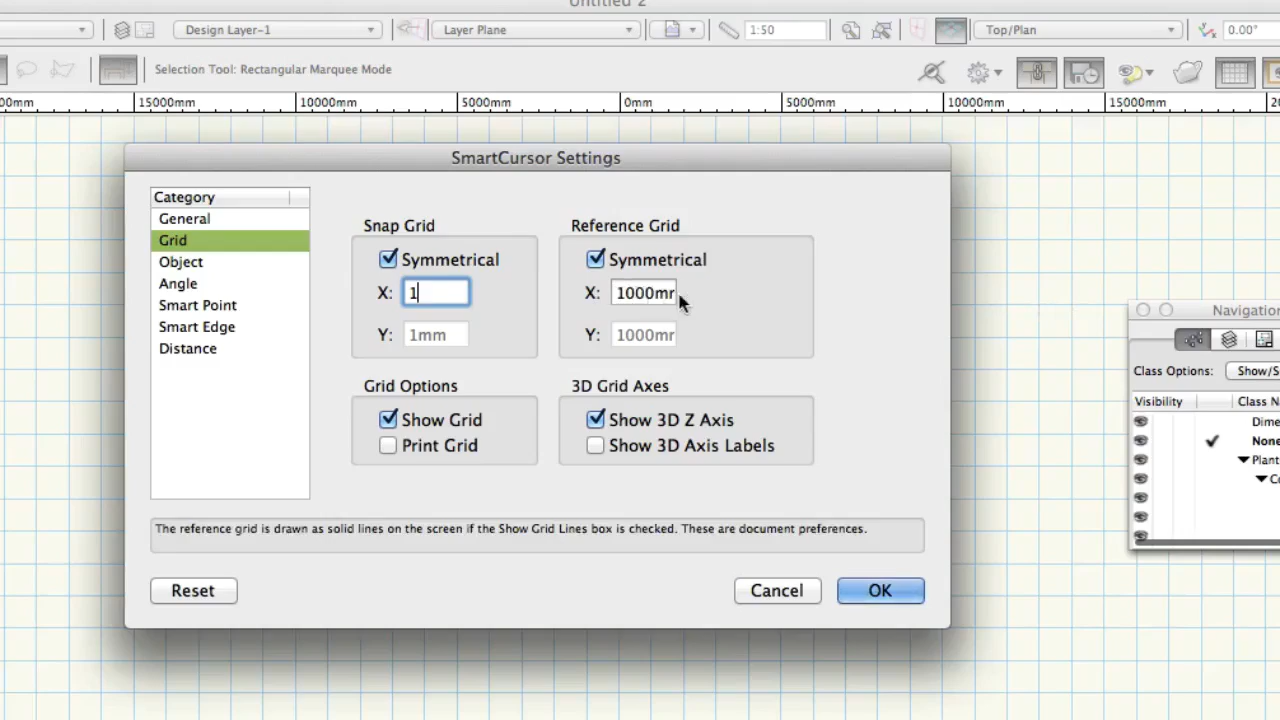 Untitled 2
Design Layer-1
Layer Plane
1:50
Top/Plan
0.00°
Selection Tool: Rectangular Marquee Mode
00mm 15000mm 10000mm 5000mm 0mm 5000mm 10000mm 15000mm
SmartCursor Settings
Category
General
Grid
Object
Angle
Smart Point
Smart Edge
Distance
Snap Grid
Symmetrical
X: 1
Y: 1mm
Reference Grid
Symmetrical
X: 1000mr
Y: 1000mr
Grid Options
Show Grid
Print Grid
3D Grid Axes
Show 3D Z Axis
Show 3D Axis Labels
The reference grid is drawn as solid lines on the screen if the Show Grid Lines box is checked. These are document preferences.
Reset
Cancel
OK
Navigation
Class Options: Show/S
Visibility Class Na
Dime
None
Plant
Co